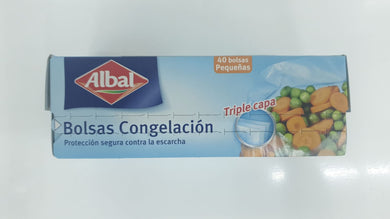 40 bolsas
Pequeñas
Albal
Triple capa
Bolsas Congelación
Protección segura contra la escarcha